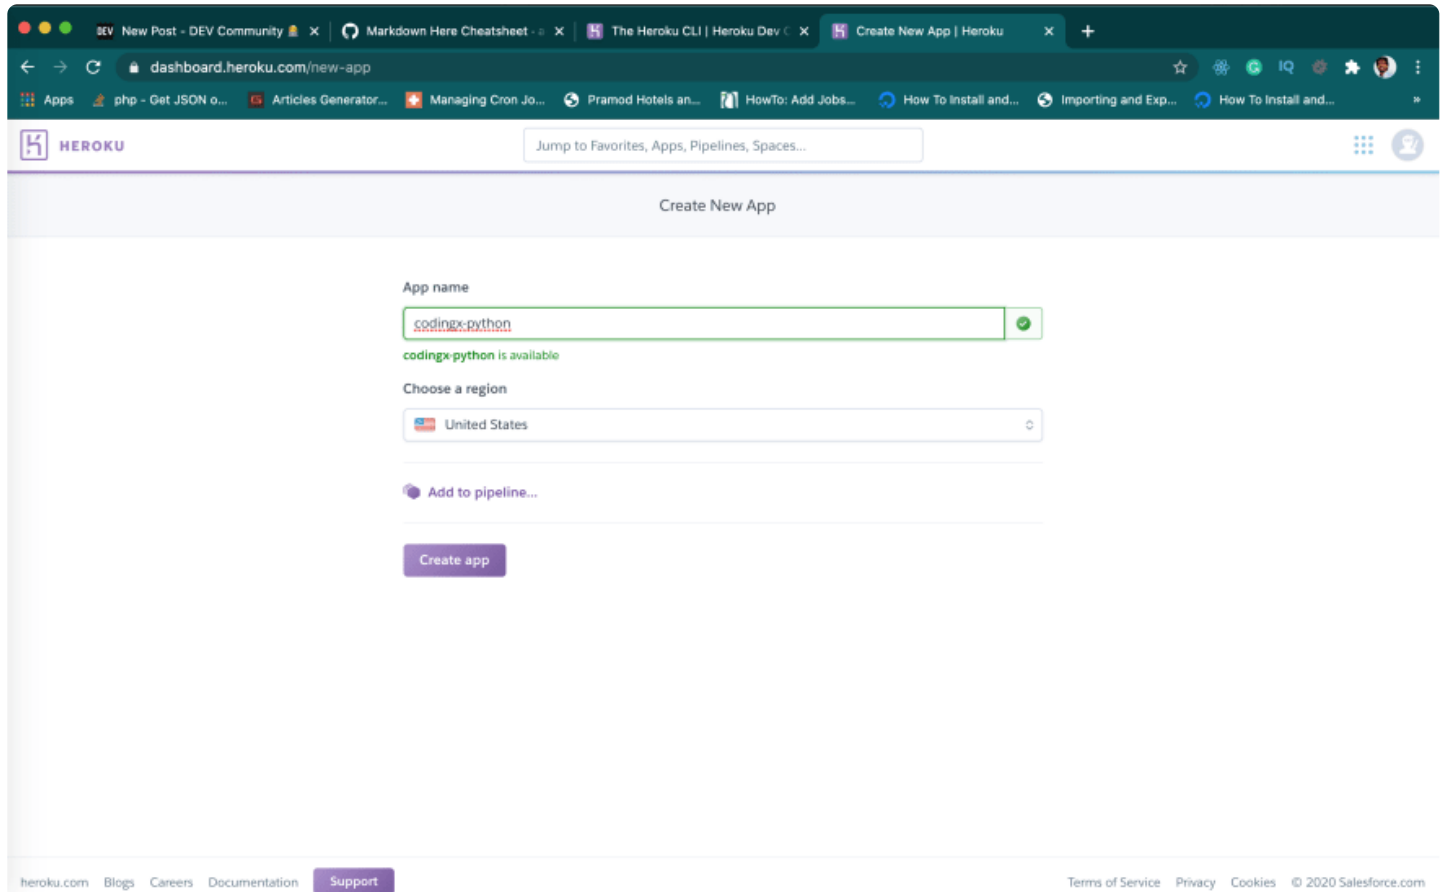 DEV New Post - DEV Community
Markdown Here Cheatsheet · a
The Heroku CLI | Heroku Dev C
Create New App | Heroku
dashboard.heroku.com/new-app
IQ
Apps
php - Get JSON o...
Articles Generator...
Managing Cron Jo...
Pramod Hotels an...
HowTo: Add Jobs...
How To Install and...
Importing and Exp...
How To Install and...
»
HEROKU
Jump to Favorites, Apps, Pipelines, Spaces...
Create New App
App name
codingx-python
codingx-python is available
Choose a region
United States
Add to pipeline...
Create app
heroku.com Blogs Careers Documentation Support
Terms of Service Privacy Cookies © 2020 Salesforce.com